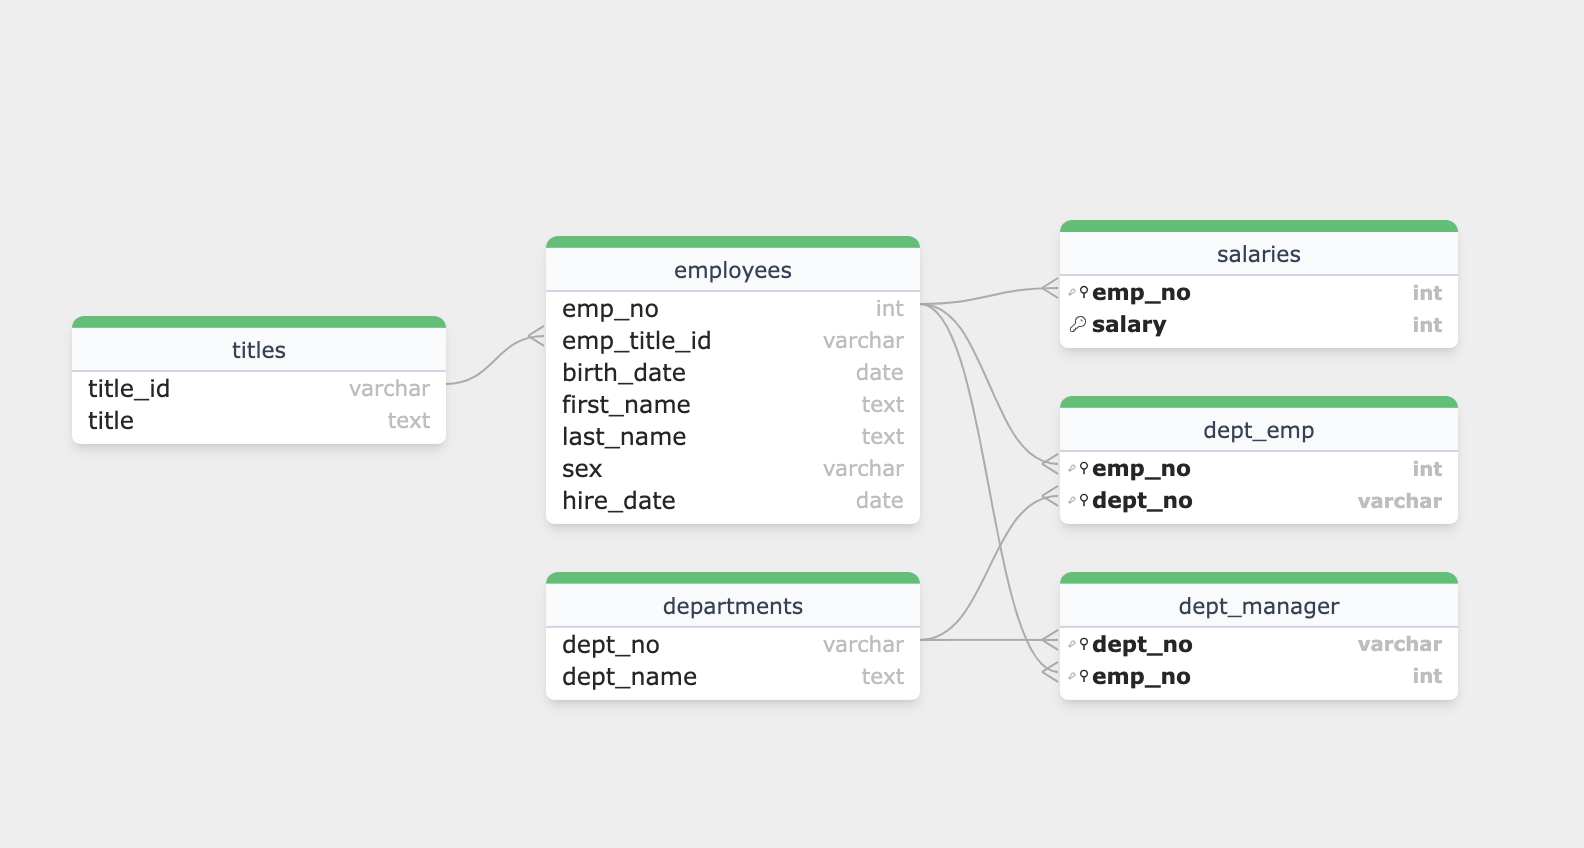 titles
title_id varchar
title text
employees
emp_no int
emp_title_id varchar
birth_date date
first_name text
last_name text
sex varchar
hire_date date
departments
dept_no varchar
dept_name text
salaries
emp_no int
salary int
dept_emp
emp_no int
dept_no varchar
dept_manager
dept_no varchar
emp_no int